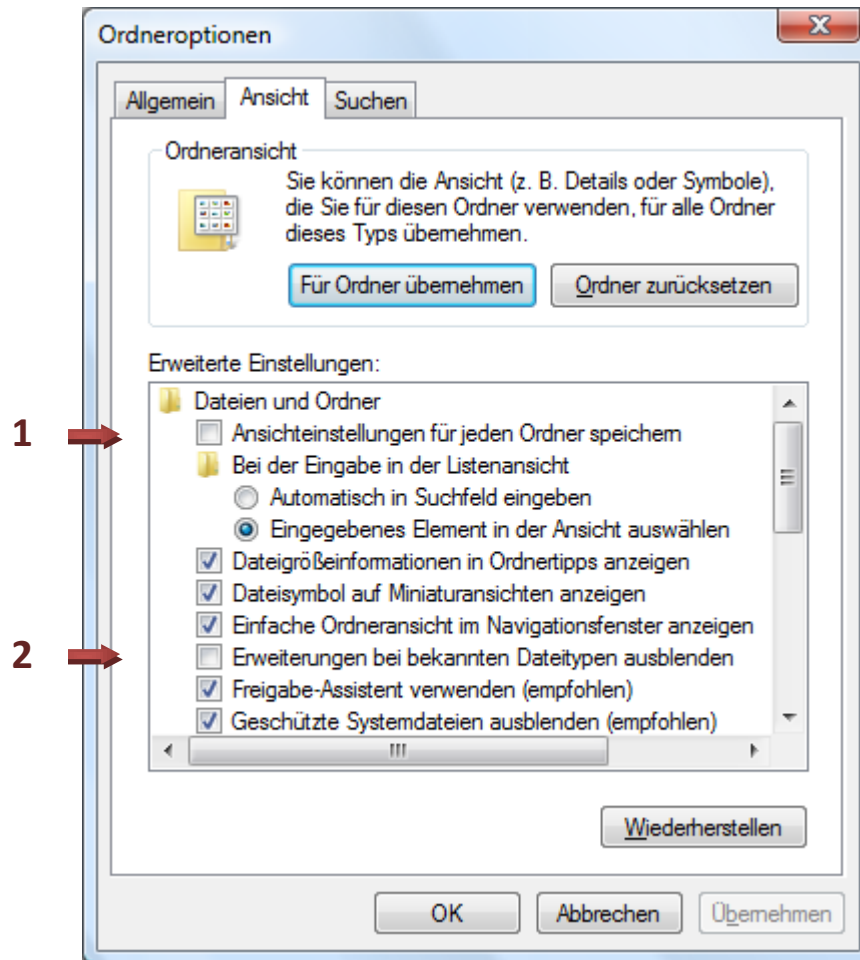 Ordneroptionen
Allgemein Ansicht Suchen
Ordneransicht
Sie können die Ansicht (z. B. Details oder Symbole),
die Sie für diesen Ordner verwenden, für alle Ordner
dieses Typs übernehmen.
Für Ordner übernehmen Ordner zurücksetzen
Erweiterte Einstellungen:
Dateien und Ordner
1 Ansichteinstellungen für jeden Ordner speichern
Bei der Eingabe in der Listenansicht
Automatisch in Suchfeld eingeben
Eingegebenes Element in der Ansicht auswählen
Dateigrößeinformationen in Ordnertipps anzeigen
Dateisymbol auf Miniaturansichten anzeigen
Einfache Ordneransicht im Navigationsfenster anzeigen
2 Erweiterungen bei bekannten Dateitypen ausblenden
Freigabe-Assistent verwenden (empfohlen)
Geschützte Systemdateien ausblenden (empfohlen)
Wiederherstellen
OK Abbrechen Übernehmen